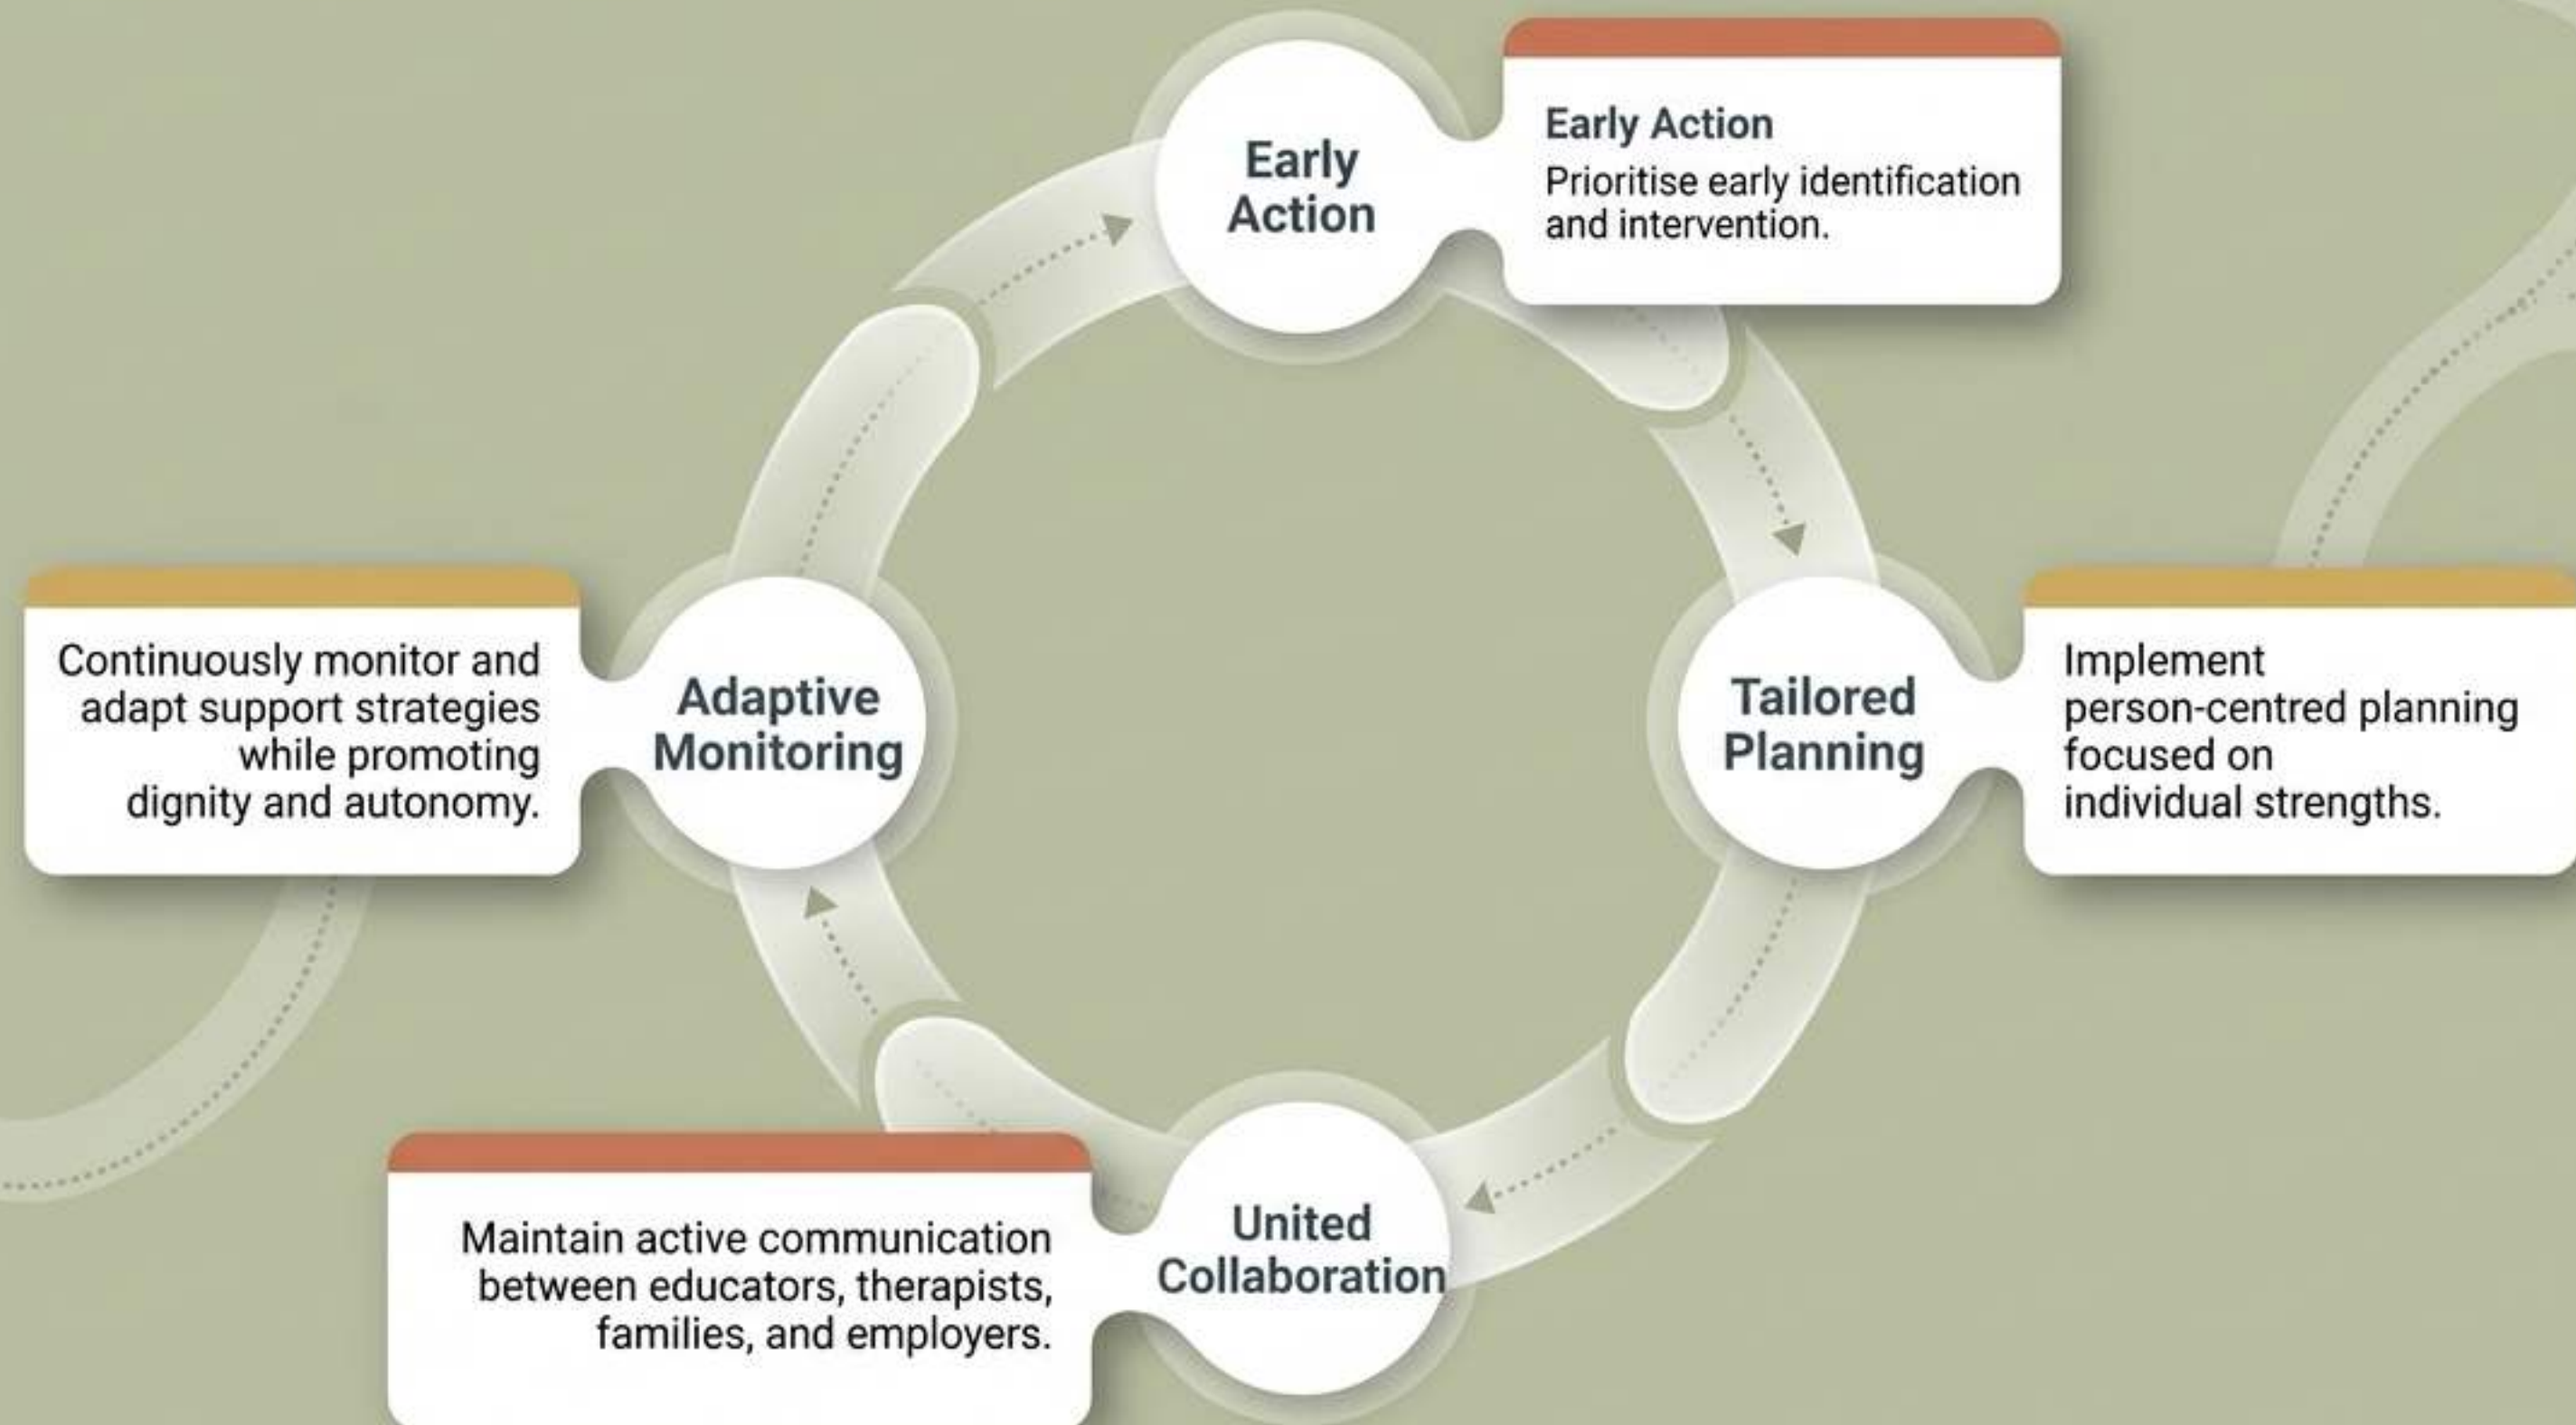 Early
Action
Early Action
Prioritise early identification
and intervention.
Tailored
Planning
Implement
person-centred planning
focused on
individual strengths.
United
Collaboration
Maintain active communication
between educators, therapists,
families, and employers.
Adaptive
Monitoring
Continuously monitor and
adapt support strategies
while promoting
dignity and autonomy.